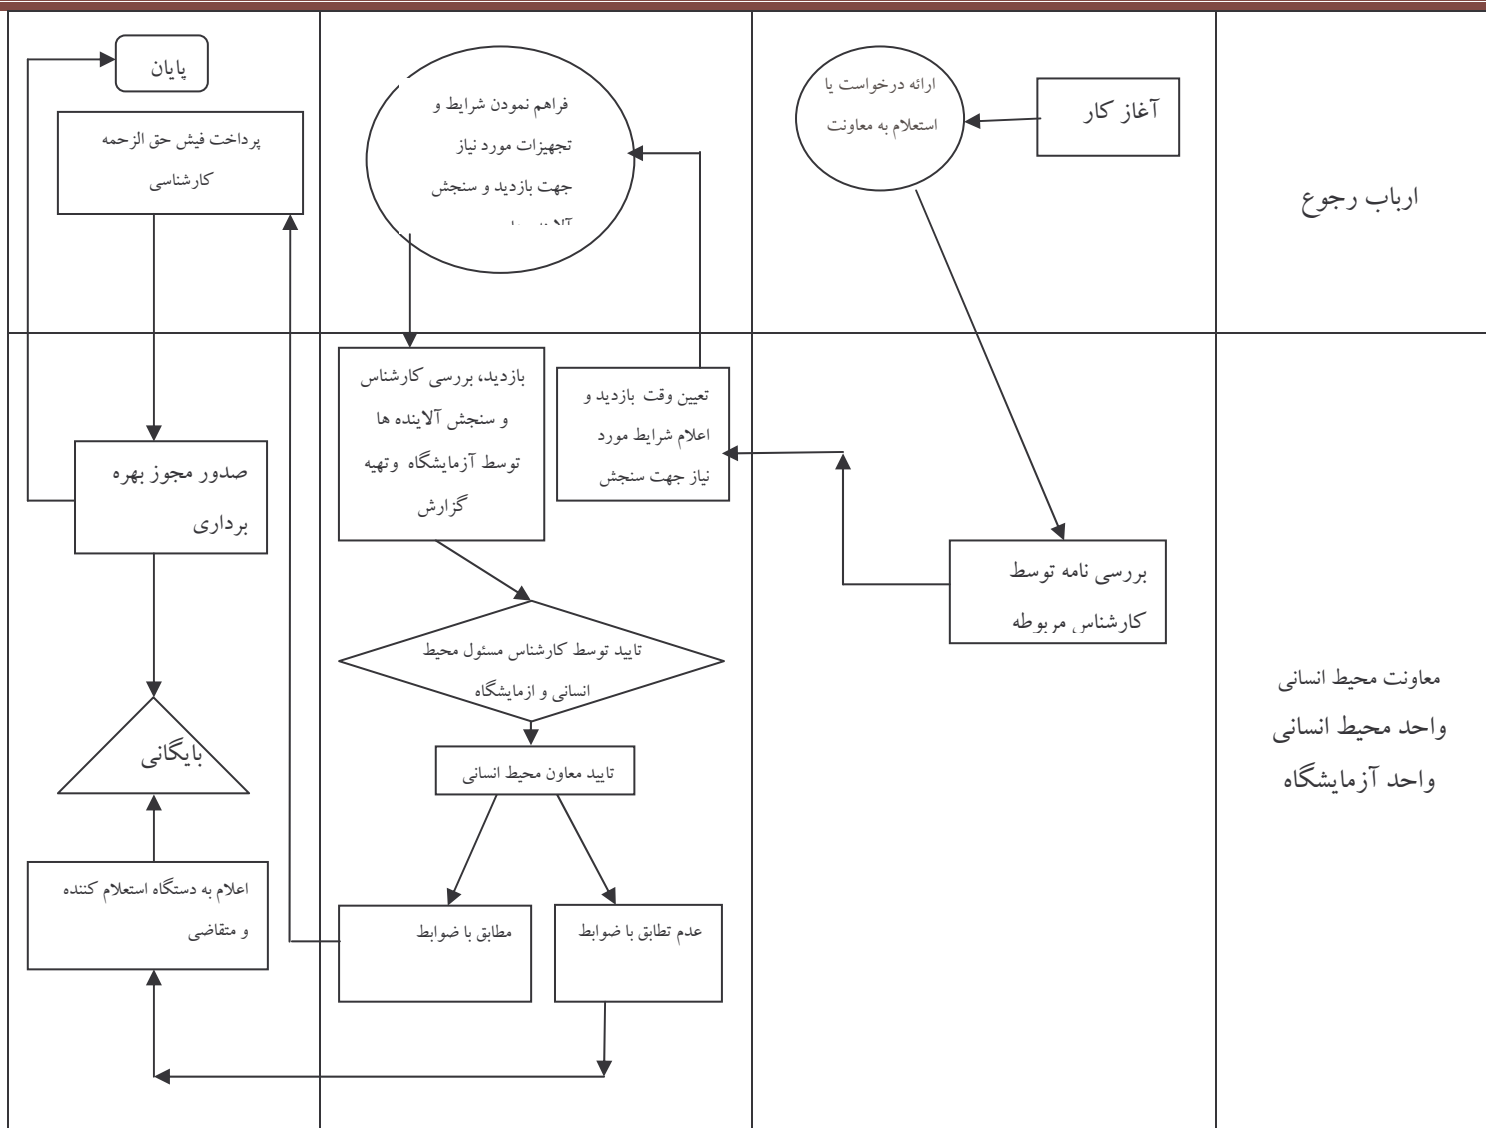 ارباب رجوع
آغاز کار
ارائه درخواست یا
استعلام به معاونت
فراهم نمودن شرایط و
تجهیزات مورد نیاز
جهت بازدید و سنجش
پایان
پرداخت فیش حق الزحمه
کارشناسی
معاونت محیط انسانی
واحد محیط انسانی
واحد آزمایشگاه
بررسی نامه توسط
کارشناس مربوطه
تعیین وقت بازدید و
اعلام شرایط مورد
نیاز جهت سنجش
بازدید، بررسی کارشناس
و سنجش آلاینده ها
توسط آزمایشگاه وتهیه
گزارش
تایید توسط کارشناس مسئول محیط
انسانی و ازمایشگاه
تایید معاون محیط انسانی
عدم تطابق با ضوابط
مطابق با ضوابط
صدور مجوز بهره
برداری
بایگانی
اعلام به دستگاه استعلام کننده
و متقاضی